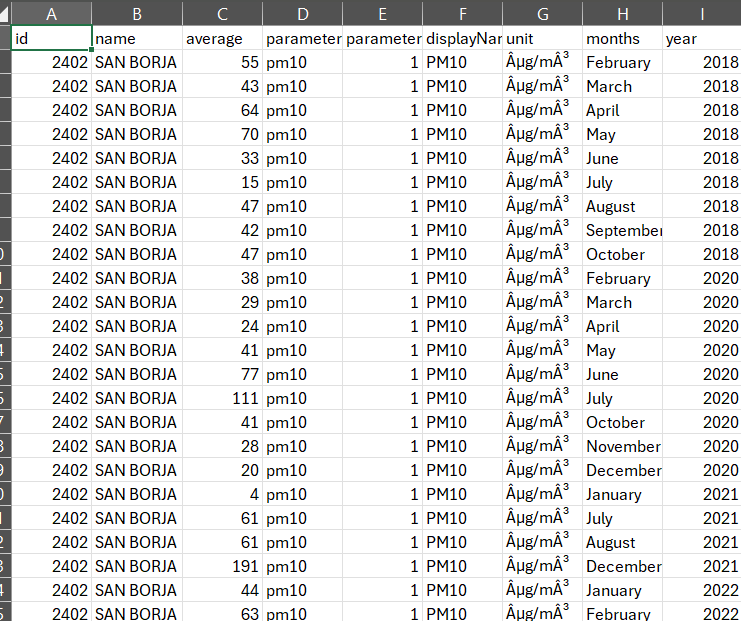 A B C D E F G H I
id name average parameter parameter displayNar unit months year
2402 SAN BORJA 55 pm10 1 PM10 Âµg/mÂ³ February 2018
2402 SAN BORJA 43 pm10 1 PM10 Âµg/mÂ³ March 2018
2402 SAN BORJA 64 pm10 1 PM10 Âµg/mÂ³ April 2018
2402 SAN BORJA 70 pm10 1 PM10 Âµg/mÂ³ May 2018
2402 SAN BORJA 33 pm10 1 PM10 Âµg/mÂ³ June 2018
2402 SAN BORJA 15 pm10 1 PM10 Âµg/mÂ³ July 2018
2402 SAN BORJA 47 pm10 1 PM10 Âµg/mÂ³ August 2018
2402 SAN BORJA 42 pm10 1 PM10 Âµg/mÂ³ September 2018
2402 SAN BORJA 47 pm10 1 PM10 Âµg/mÂ³ October 2018
2402 SAN BORJA 38 pm10 1 PM10 Âµg/mÂ³ February 2020
2402 SAN BORJA 29 pm10 1 PM10 Âµg/mÂ³ March 2020
2402 SAN BORJA 24 pm10 1 PM10 Âµg/mÂ³ April 2020
2402 SAN BORJA 41 pm10 1 PM10 Âµg/mÂ³ May 2020
2402 SAN BORJA 77 pm10 1 PM10 Âµg/mÂ³ June 2020
2402 SAN BORJA 111 pm10 1 PM10 Âµg/mÂ³ July 2020
2402 SAN BORJA 41 pm10 1 PM10 Âµg/mÂ³ October 2020
2402 SAN BORJA 28 pm10 1 PM10 Âµg/mÂ³ November 2020
2402 SAN BORJA 20 pm10 1 PM10 Âµg/mÂ³ December 2020
2402 SAN BORJA 4 pm10 1 PM10 Âµg/mÂ³ January 2021
2402 SAN BORJA 61 pm10 1 PM10 Âµg/mÂ³ July 2021
2402 SAN BORJA 61 pm10 1 PM10 Âµg/mÂ³ August 2021
2402 SAN BORJA 191 pm10 1 PM10 Âµg/mÂ³ December 2021
2402 SAN BORJA 44 pm10 1 PM10 Âµg/mÂ³ January 2022
2402 SAN BORJA 63 pm10 1 PM10 Âµg/mÂ³ February 2022